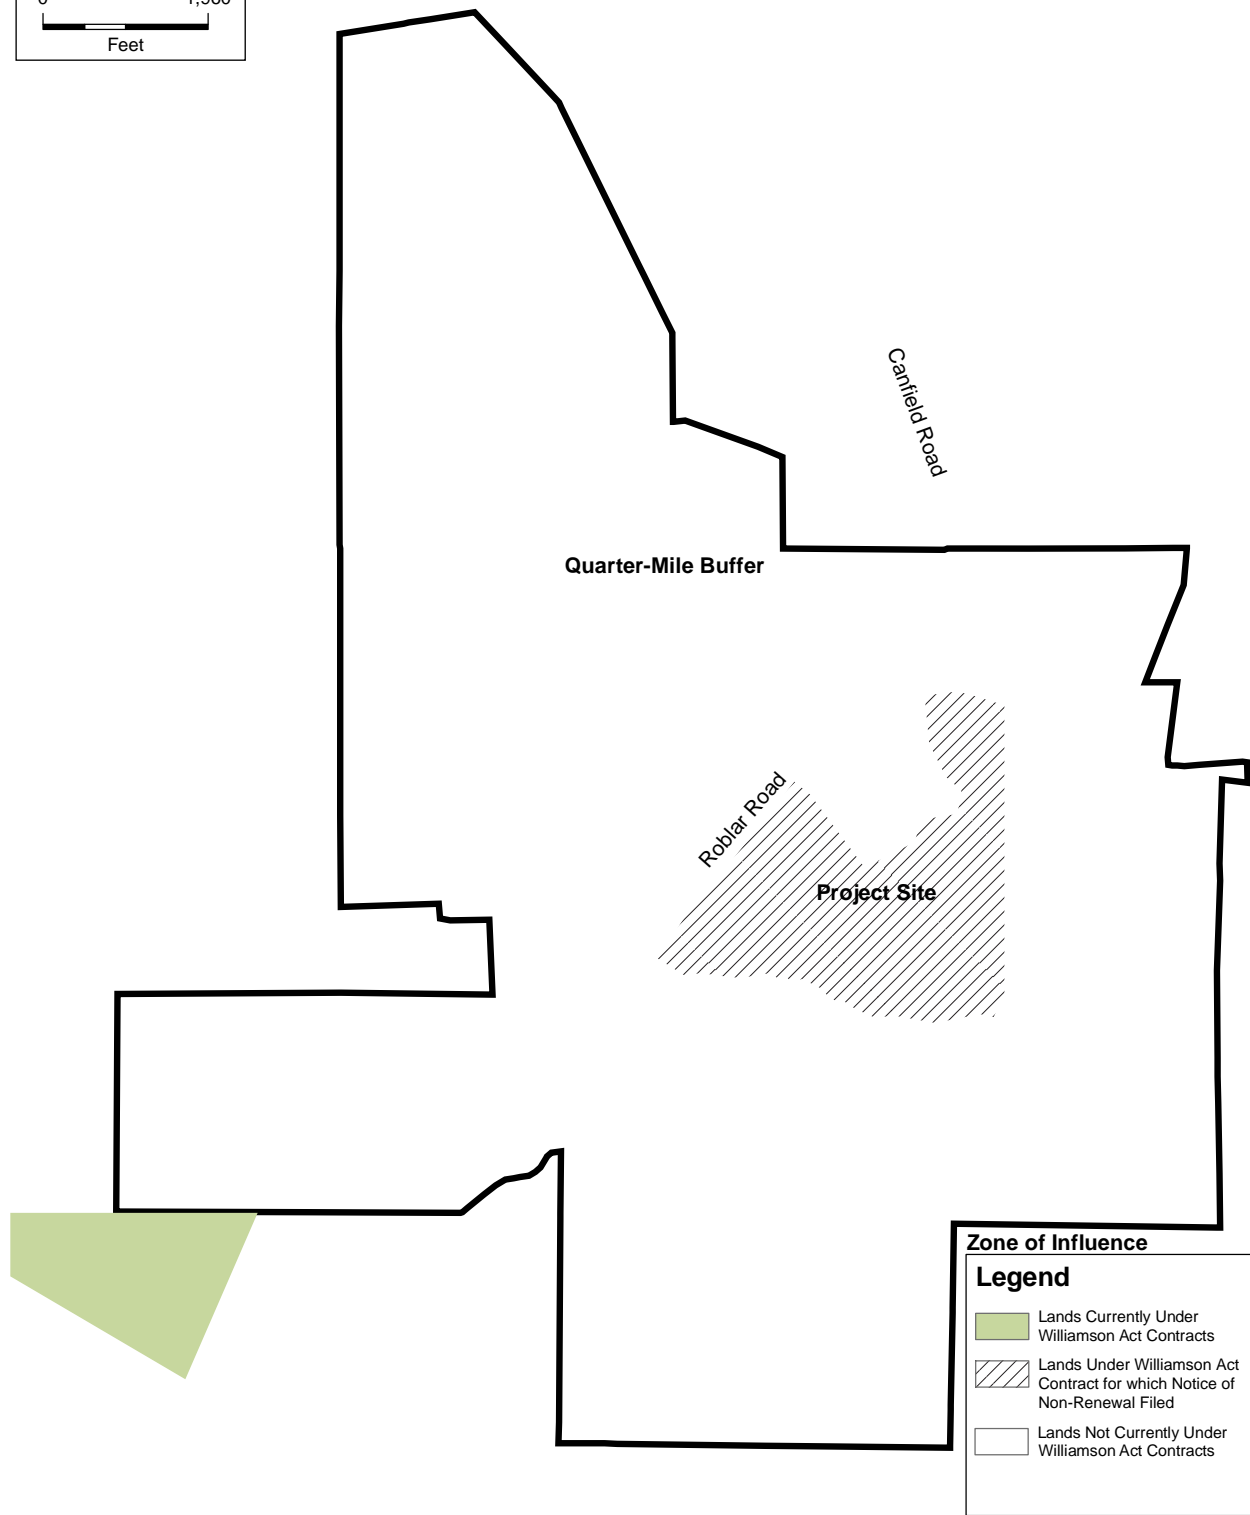 Feet
Canfield Road
Quarter-Mile Buffer
Roblar Road
Project Site
Zone of Influence
Legend
Lands Currently Under
Williamson Act Contracts
Lands Under Williamson Act
Contract for which Notice of
Non-Renewal Filed
Lands Not Currently Under
Williamson Act Contracts